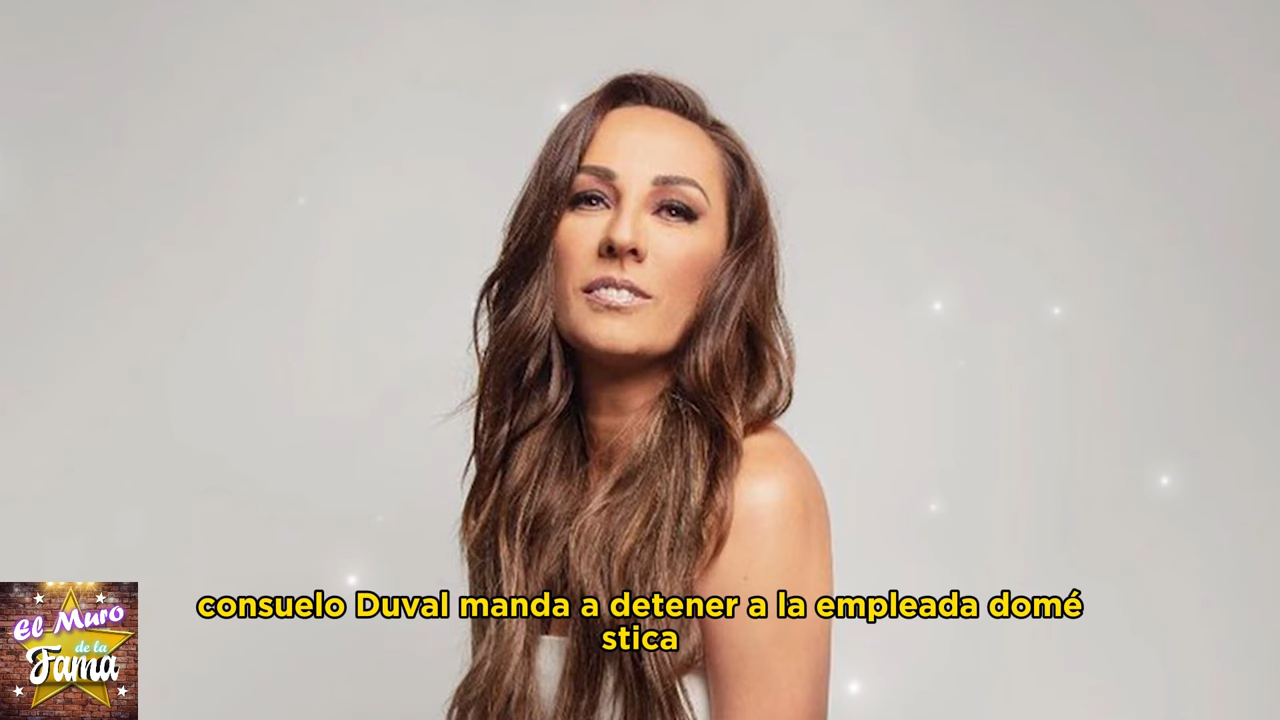 consuelo Duval manda a detener a la empleada domé
stica
El Muro
de la
Fama